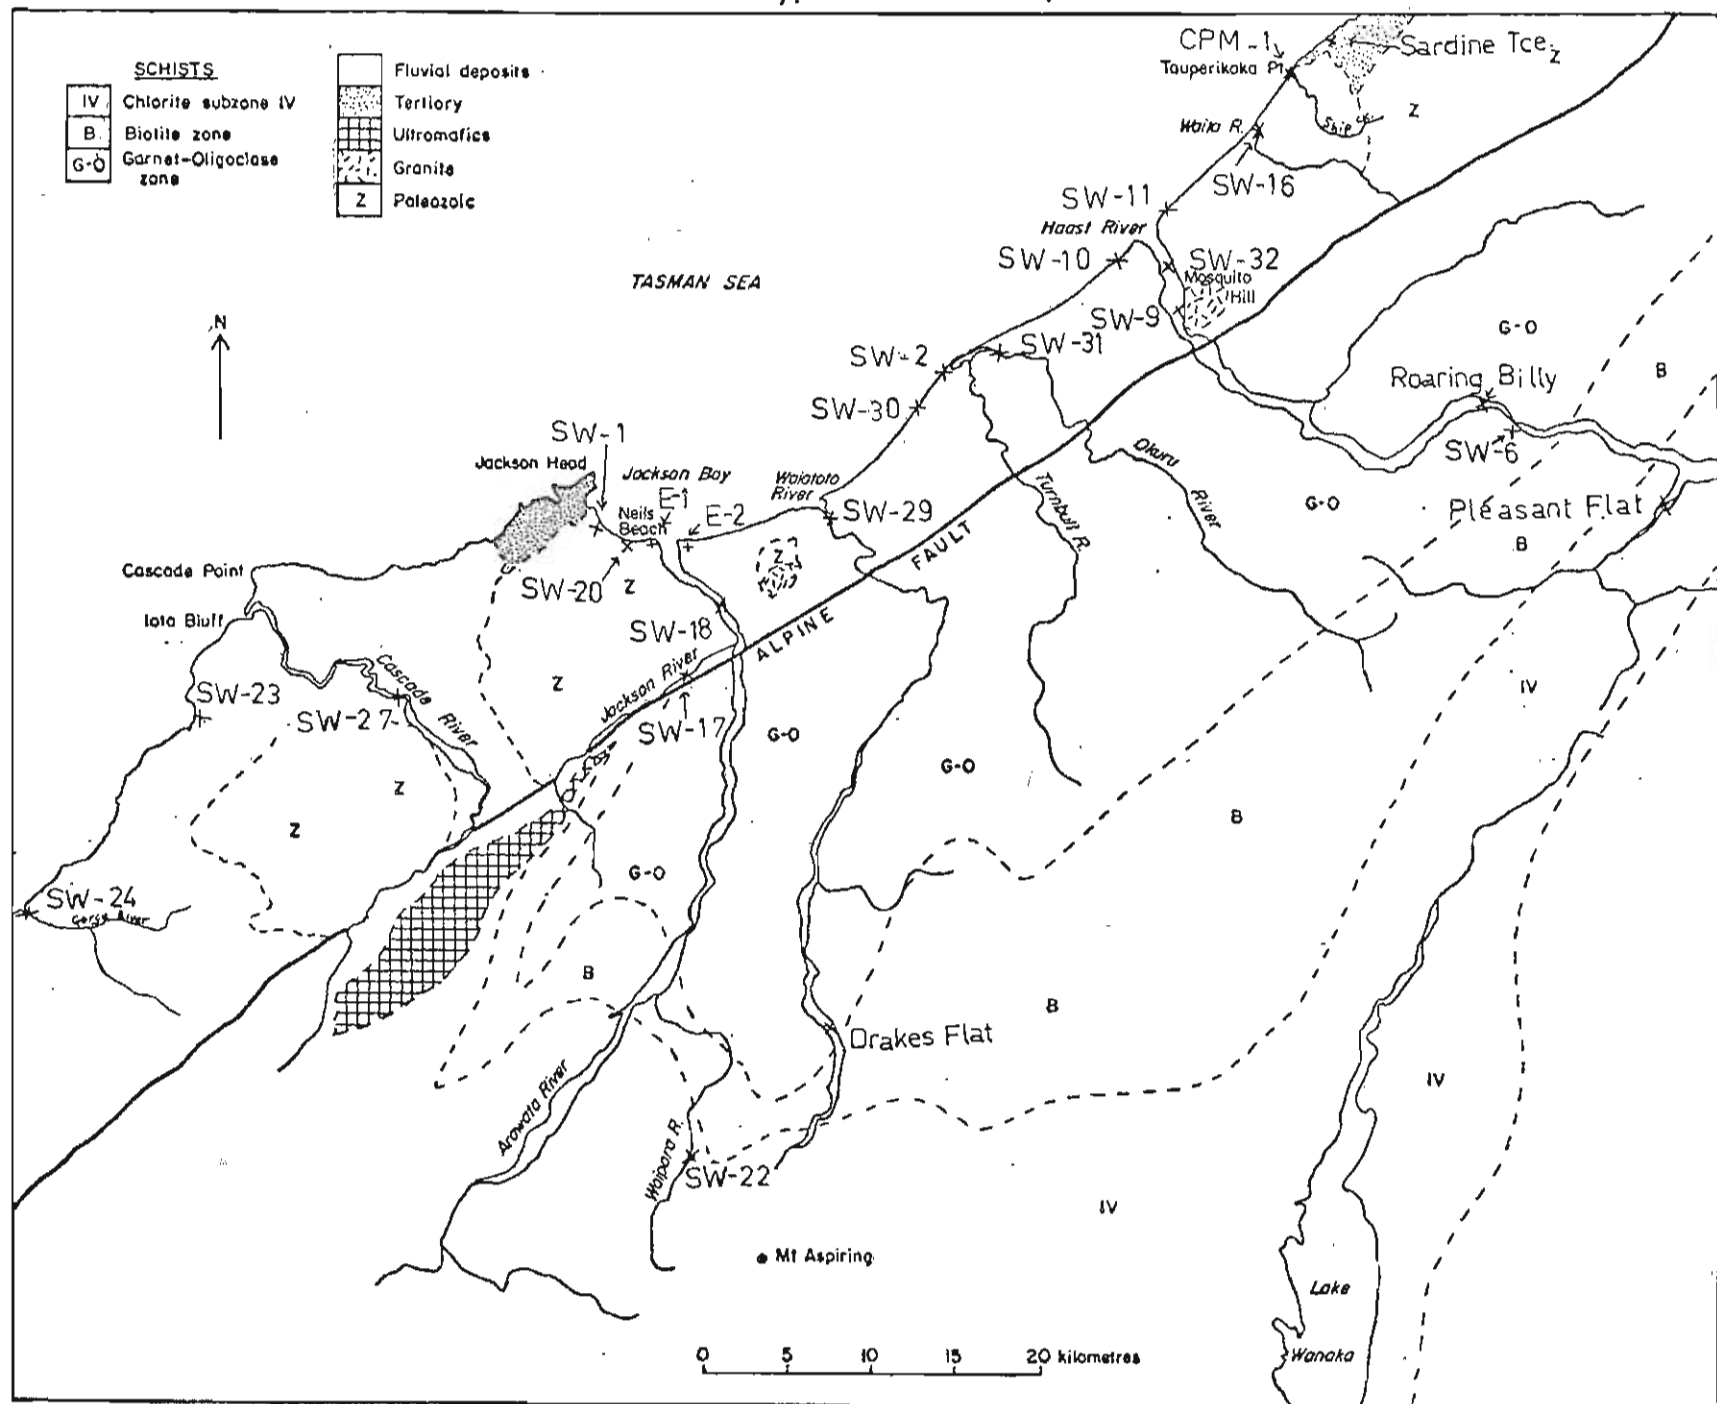 SCHISTS
IV Chlorite subzone IV
B Biotite zone
G-O Garnet-Oligoclase
zone
Fluvial deposits
Tertiary
Ultramafics
Granite
Z Paleozoic
CPM-1
Sardine Tce
Z
Tauperikaka Pt
Ship Ck.
Z
Waita R.
SW-16
SW-11
Haast River
SW-10
SW-32
Mosquito
Hill
SW-9
TASMAN SEA
N
G-O
SW-2
SW-31
B
Roaring Billy
SW-30
SW-6
SW-1
Jackson Head
Jackson Bay
E-1
Waiatoto
River
Okuru
River
Turnbull R.
G-O
Pleasant Flat
B
Neils
Beach
E-2
SW-29
Z
ALPINE FAULT
Cascade Point
SW-20
Z
Iota Bluff
SW-18
Cascade
River
Jackson River
Z
IV
SW-23
SW-27
SW-17
G-O
G-O
Z
Z
B
G-O
SW-24
Gorge River
IV
B
B
Drakes Flat
Arawata River
IV
Waipara R.
SW-22
IV
Mt Aspiring
Lake
Wanaka
0 5 10 15 20 kilometres